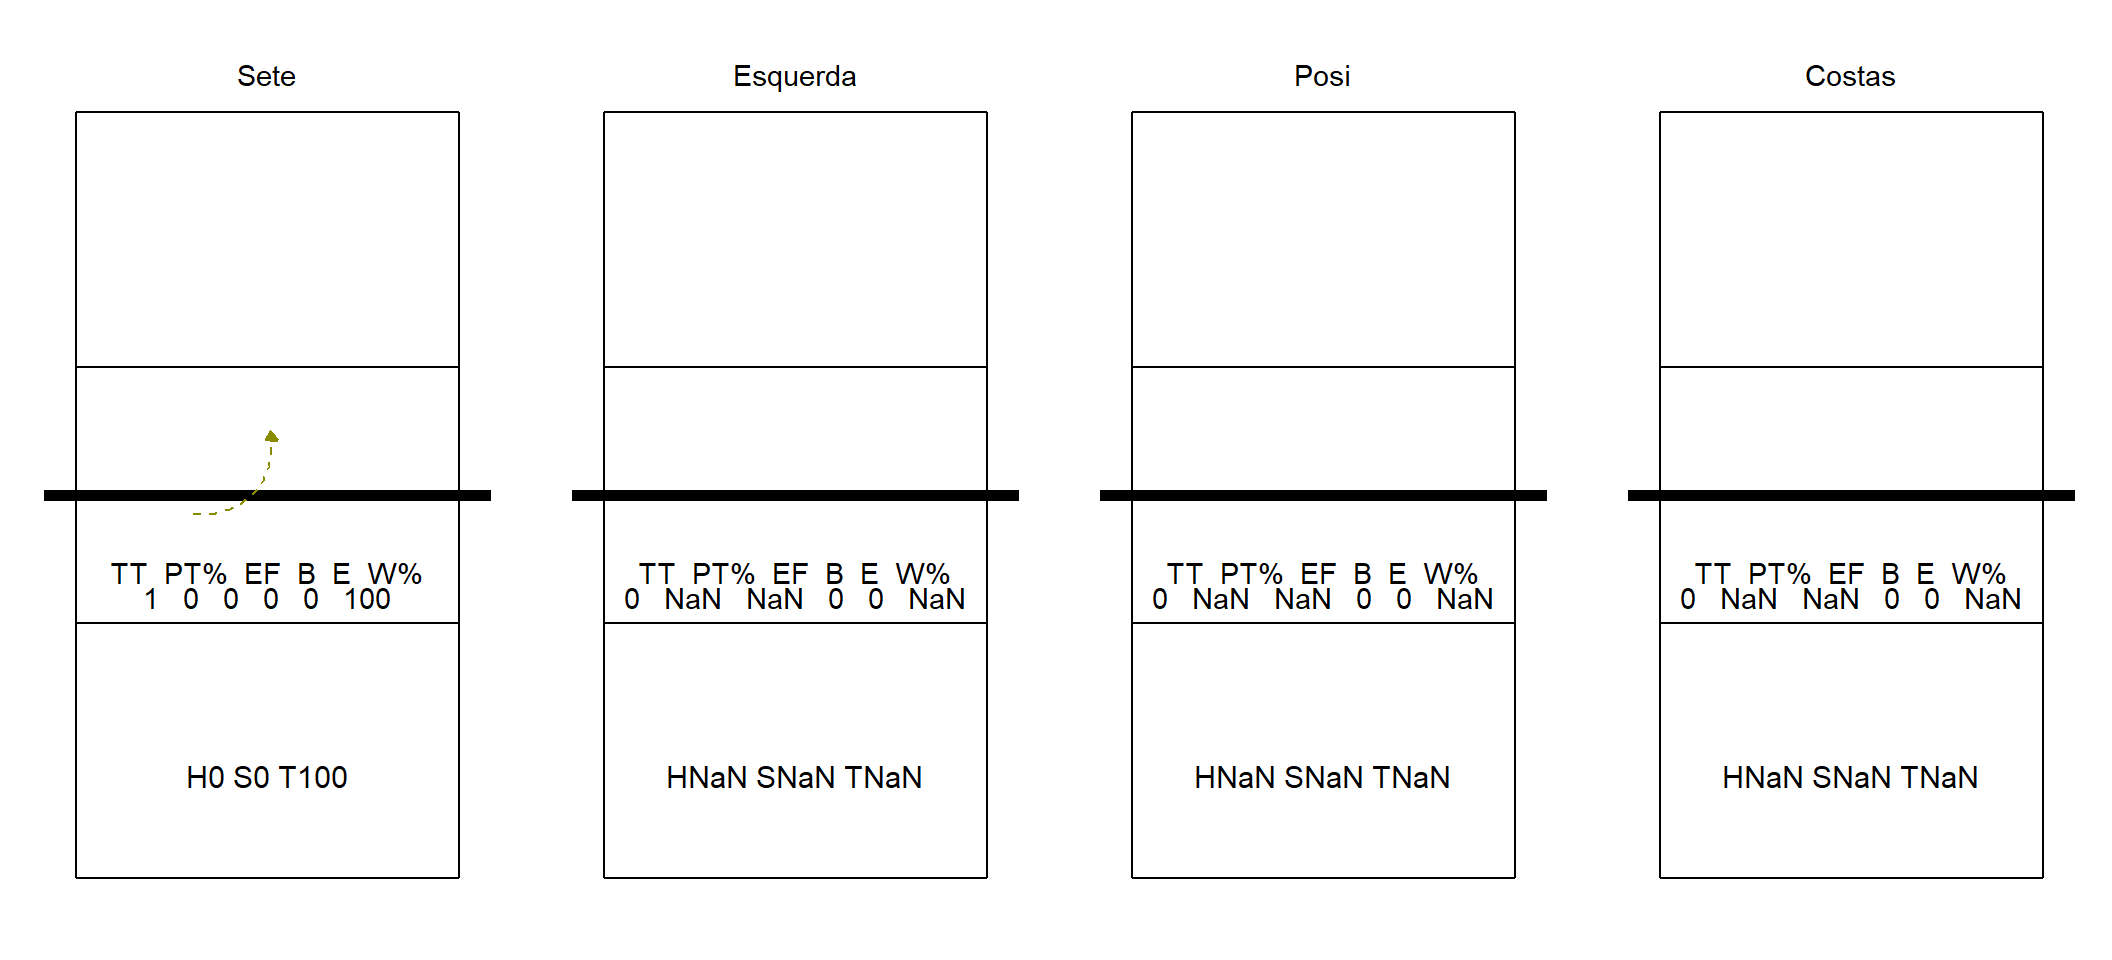 Sete
Esquerda
Posi
Costas
TT PT% EF B E W%
1 0 0 0 0 100
TT PT% EF B E W%
0 NaN NaN 0 0 NaN
TT PT% EF B E W%
0 NaN NaN 0 0 NaN
TT PT% EF B E W%
0 NaN NaN 0 0 NaN
H0 S0 T100
HNaN SNaN TNaN
HNaN SNaN TNaN
HNaN SNaN TNaN